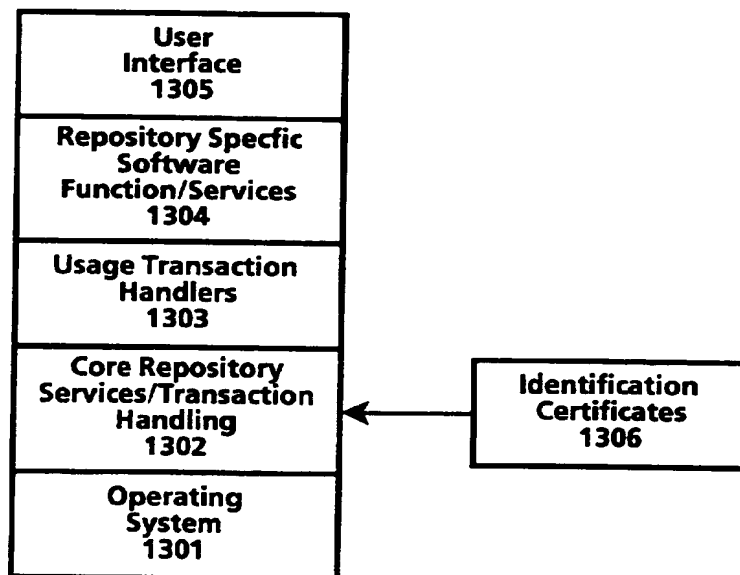 User
Interface
1305
Repository Specfic
Software
Function/Services
1304
Usage Transaction
Handlers
1303
Core Repository
Services/Transaction
Handling
1302
Identification
Certificates
1306
Operating
System
1301